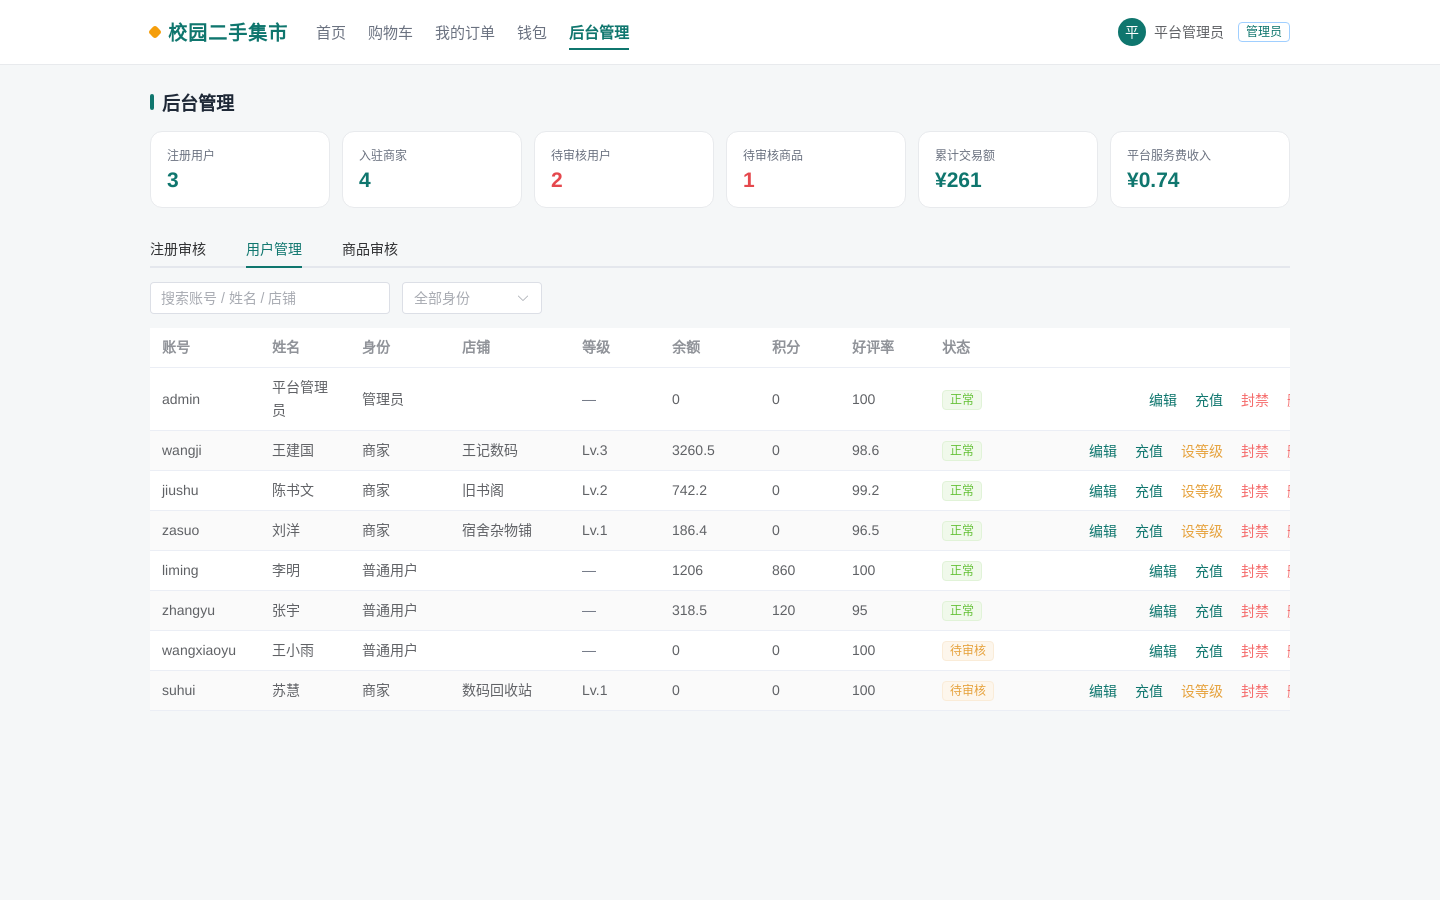 校园二手集市 首页 购物车 我的订单 钱包 后台管理 平 平台管理员 管理员
后台管理
注册用户 入驻商家 待审核用户 待审核商品 累计交易额 平台服务费收入
3 4 2 1 ¥261 ¥0.74
注册审核 用户管理 商品审核
搜索账号 / 姓名 / 店铺 全部身份
账号 姓名 身份 店铺 等级 余额 积分 好评率 状态
admin 平台管理员 管理员 — 0 0 100 正常 编辑 充值 封禁
wangji 王建国 商家 王记数码 Lv.3 3260.5 0 98.6 正常 编辑 充值 设等级 封禁
jiushu 陈书文 商家 旧书阁 Lv.2 742.2 0 99.2 正常 编辑 充值 设等级 封禁
zasuo 刘洋 商家 宿舍杂物铺 Lv.1 186.4 0 96.5 正常 编辑 充值 设等级 封禁
liming 李明 普通用户 — 1206 860 100 正常 编辑 充值 封禁
zhangyu 张宇 普通用户 — 318.5 120 95 正常 编辑 充值 封禁
wangxiaoyu 王小雨 普通用户 — 0 0 100 待审核 编辑 充值 封禁
suhui 苏慧 商家 数码回收站 Lv.1 0 0 100 待审核 编辑 充值 设等级 封禁